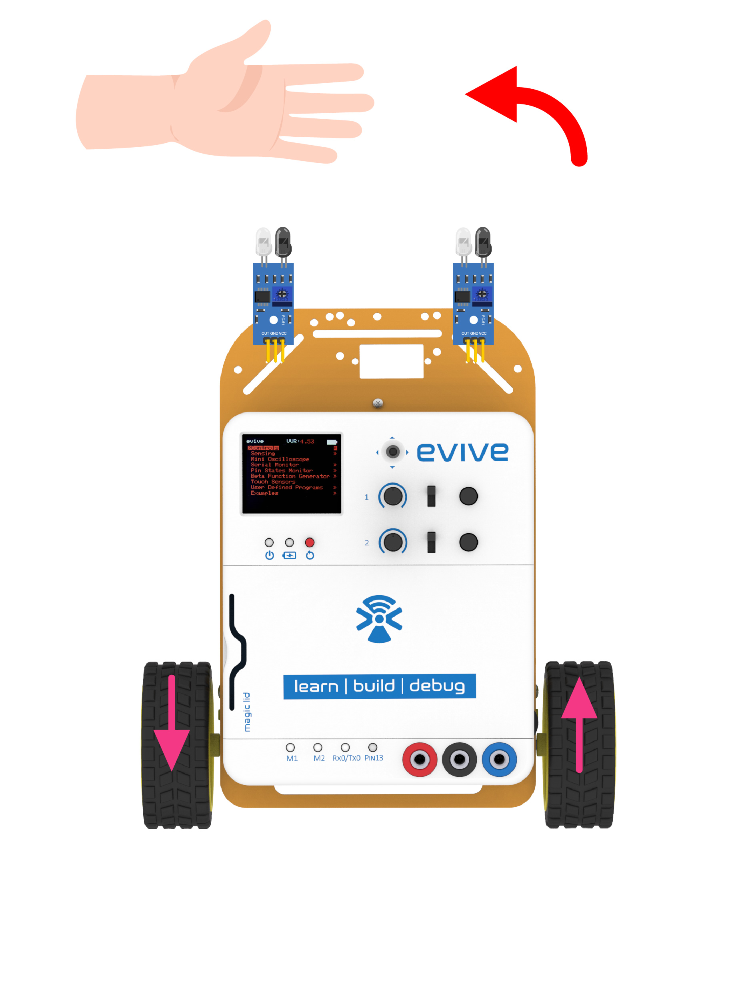 OUT GND VCC
FC-51
OUT GND VCC
FC-51
evive VVR:4.53
>Controls »
Sensing »
Mini Oscilloscope
Serial Monitor »
Pin States Monitor »
Beta Function Generator »
Touch Sensors
User Defined Programs »
Examples »
evive
1
2
learn | build | debug
magic lid
M1 M2 Rx0/Tx0 PIN13